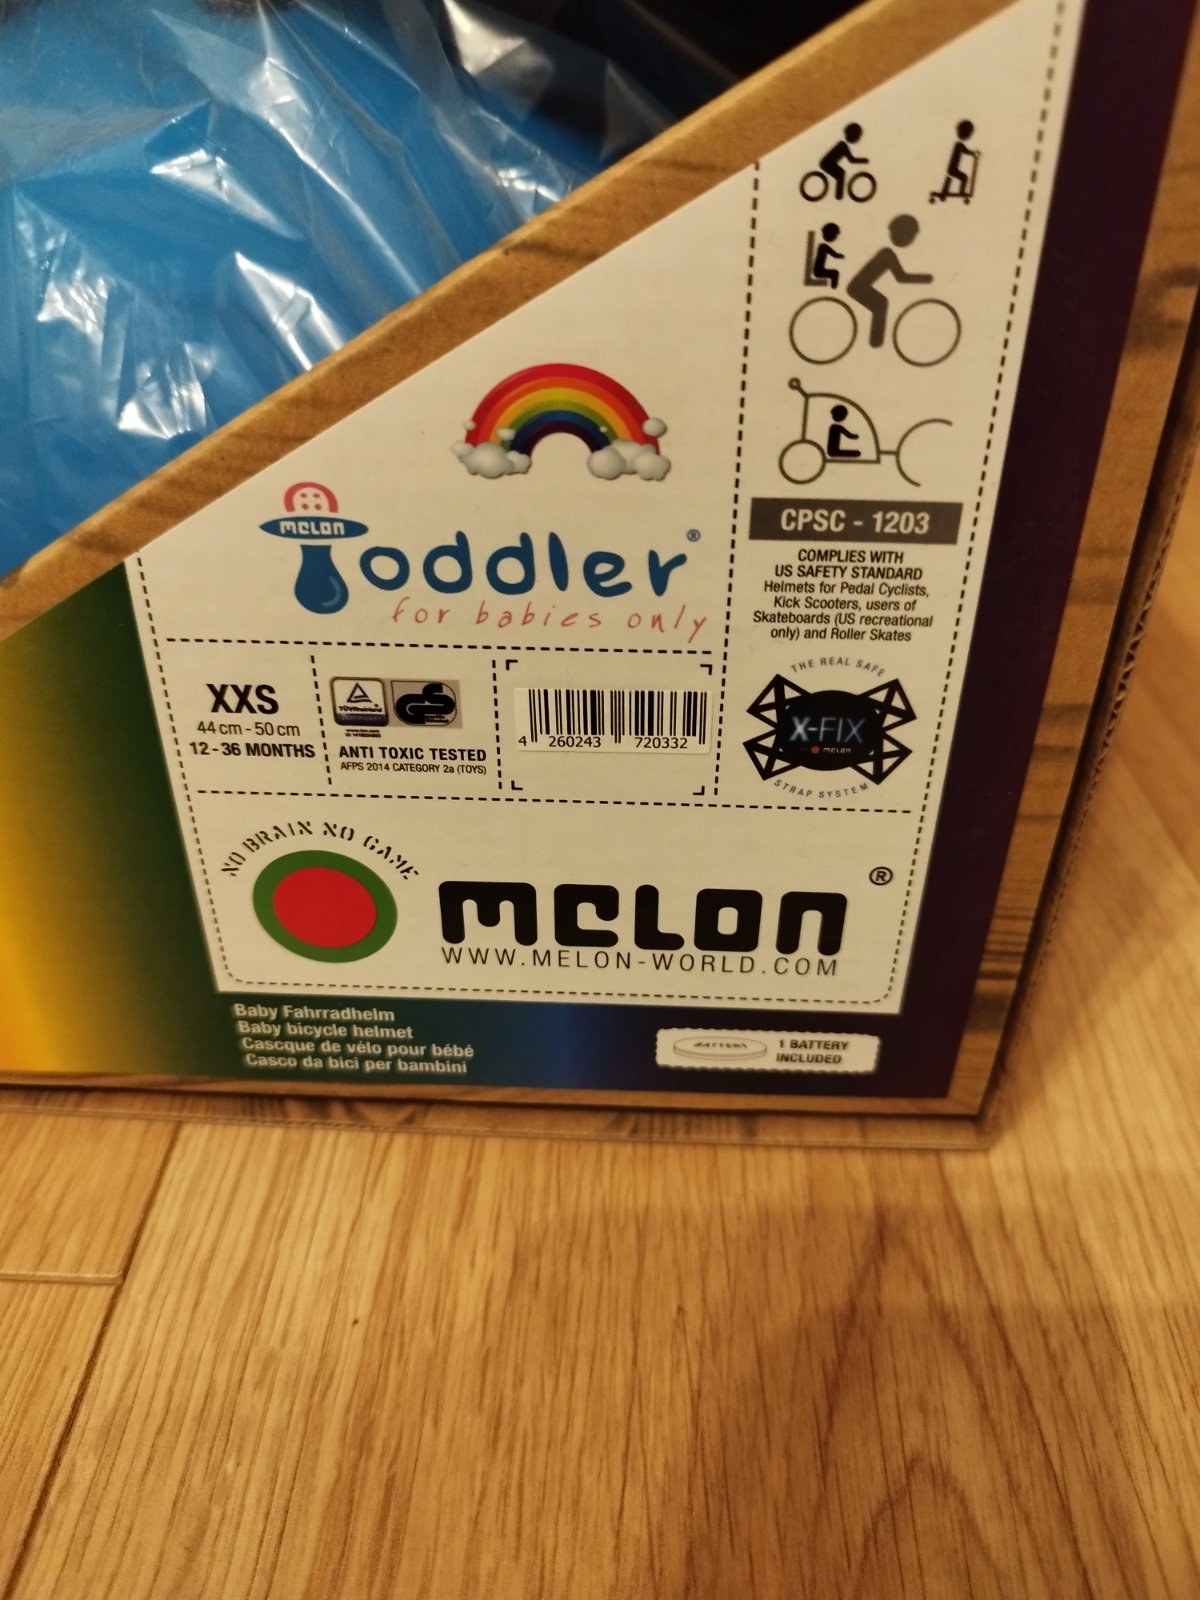 CPSC - 1203
COMPLIES WITH
US SAFETY STANDARD
Helmets for Pedal Cyclists,
Kick Scooters, users of
Skateboards (US recreational
only) and Roller Skates
MELON
Toddler®
for babies only
XXS
44 cm - 50 cm
12 - 36 MONTHS
TÜVRheinland
ANTI TOXIC TESTED
AFPS 2014 CATEGORY 2a (TOYS)
4 260243 720332
THE REAL SAFE
X-FIX
BY MELON
STRAP SYSTEM
NO BRAIN NO GAME
MELON®
WWW.MELON-WORLD.COM
Baby Fahrradhelm
Baby bicycle helmet
Cascque de vélo pour bébé
Casco da bici per bambini
BATTERY
1 BATTERY
INCLUDED